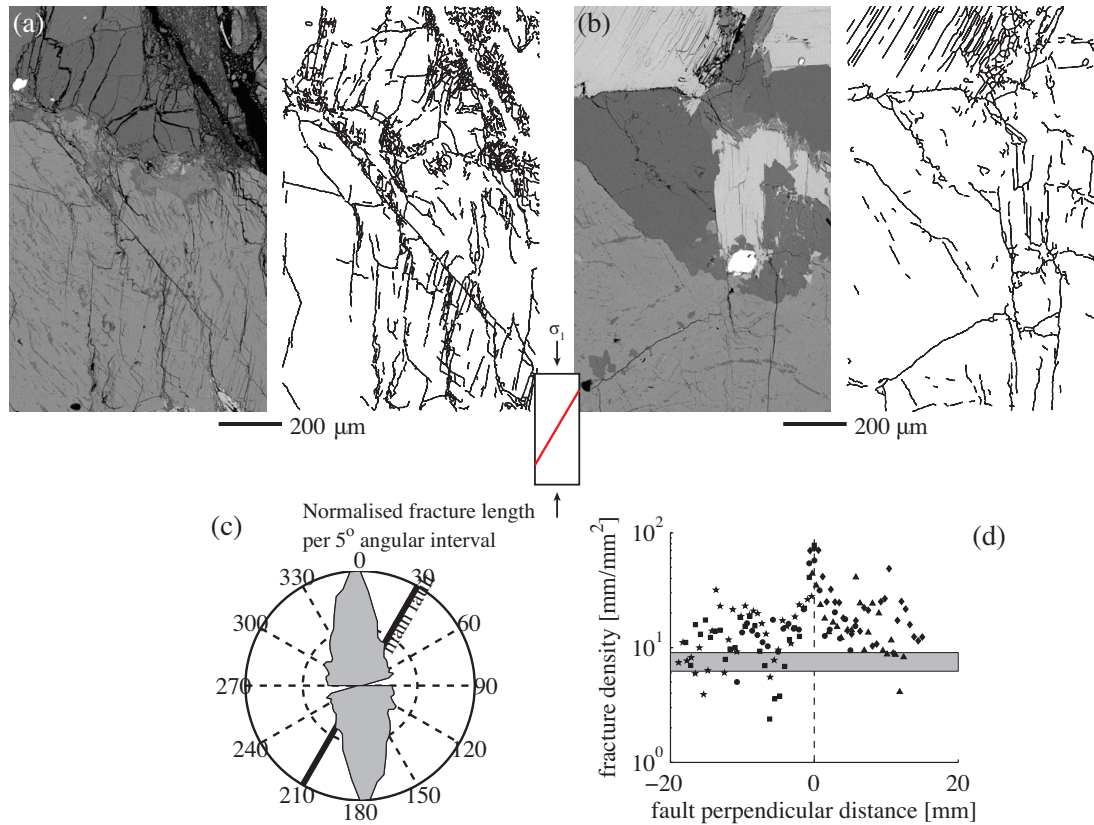 (a)
(b)
200 μm
σ1
200 μm
(c)
Normalised fracture length
per 5o angular interval
0
30
60
90
120
150
180
210
240
270
300
330
main fault
(d)
fracture density [mm/mm2]
102
101
100
−20
0
20
fault perpendicular distance [mm]